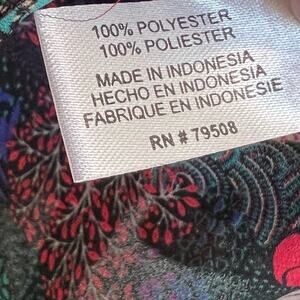 100% POLYESTER
100% POLIESTER
MADE IN INDONESIA
HECHO EN INDONESIA
FABRIQUE EN INDONESIE
RN # 79508